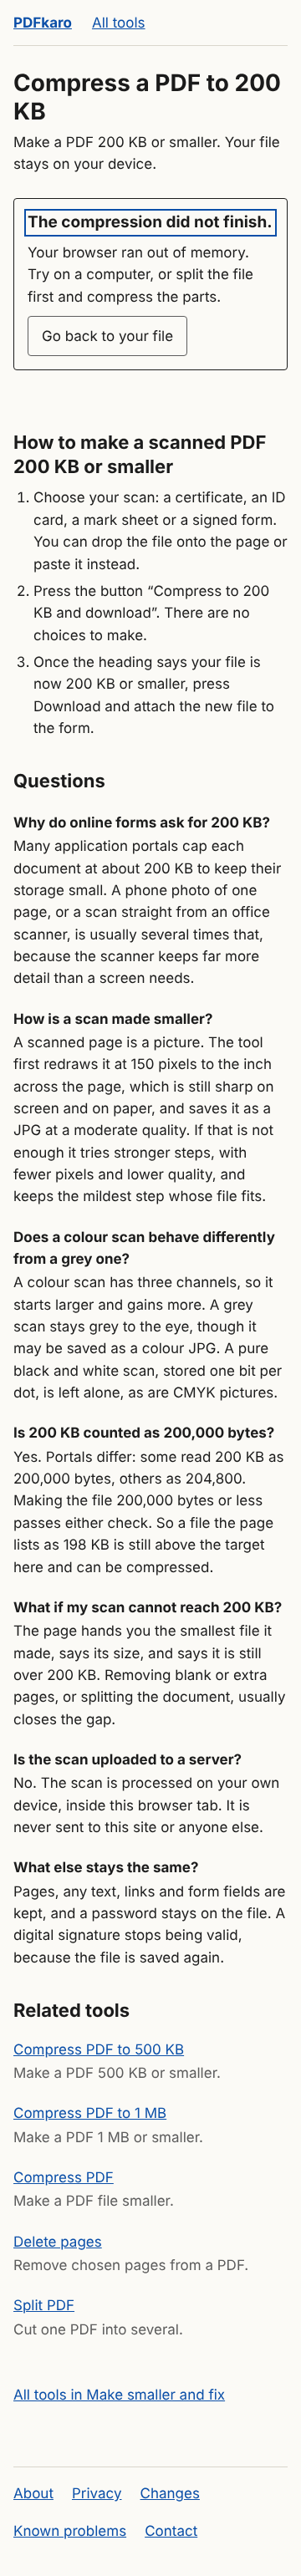 PDFkaro All tools
Compress a PDF to 200
KB
Make a PDF 200 KB or smaller. Your file
stays on your device.
The compression did not finish.
Your browser ran out of memory.
Try on a computer, or split the file
first and compress the parts.
Go back to your file
How to make a scanned PDF
200 KB or smaller
1. Choose your scan: a certificate, an ID
card, a mark sheet or a signed form.
You can drop the file onto the page or
paste it instead.
2. Press the button “Compress to 200
KB and download”. There are no
choices to make.
3. Once the heading says your file is
now 200 KB or smaller, press
Download and attach the new file to
the form.
Questions
Why do online forms ask for 200 KB?
Many application portals cap each
document at about 200 KB to keep their
storage small. A phone photo of one
page, or a scan straight from an office
scanner, is usually several times that,
because the scanner keeps far more
detail than a screen needs.
How is a scan made smaller?
A scanned page is a picture. The tool
first redraws it at 150 pixels to the inch
across the page, which is still sharp on
screen and on paper, and saves it as a
JPG at a moderate quality. If that is not
enough it tries stronger steps, with
fewer pixels and lower quality, and
keeps the mildest step whose file fits.
Does a colour scan behave differently
from a grey one?
A colour scan has three channels, so it
starts larger and gains more. A grey
scan stays grey to the eye, though it
may be saved as a colour JPG. A pure
black and white scan, stored one bit per
dot, is left alone, as are CMYK pictures.
Is 200 KB counted as 200,000 bytes?
Yes. Portals differ: some read 200 KB as
200,000 bytes, others as 204,800.
Making the file 200,000 bytes or less
passes either check. So a file the page
lists as 198 KB is still above the target
here and can be compressed.
What if my scan cannot reach 200 KB?
The page hands you the smallest file it
made, says its size, and says it is still
over 200 KB. Removing blank or extra
pages, or splitting the document, usually
closes the gap.
Is the scan uploaded to a server?
No. The scan is processed on your own
device, inside this browser tab. It is
never sent to this site or anyone else.
What else stays the same?
Pages, any text, links and form fields are
kept, and a password stays on the file. A
digital signature stops being valid,
because the file is saved again.
Related tools
Compress PDF to 500 KB
Make a PDF 500 KB or smaller.
Compress PDF to 1 MB
Make a PDF 1 MB or smaller.
Compress PDF
Make a PDF file smaller.
Delete pages
Remove chosen pages from a PDF.
Split PDF
Cut one PDF into several.
All tools in Make smaller and fix
About Privacy Changes
Known problems Contact